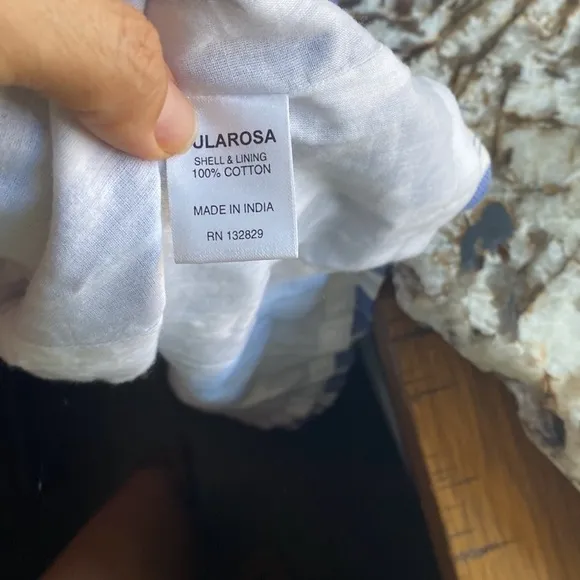 ULAROSA
SHELL & LINING
100% COTTON
MADE IN INDIA
RN 132829